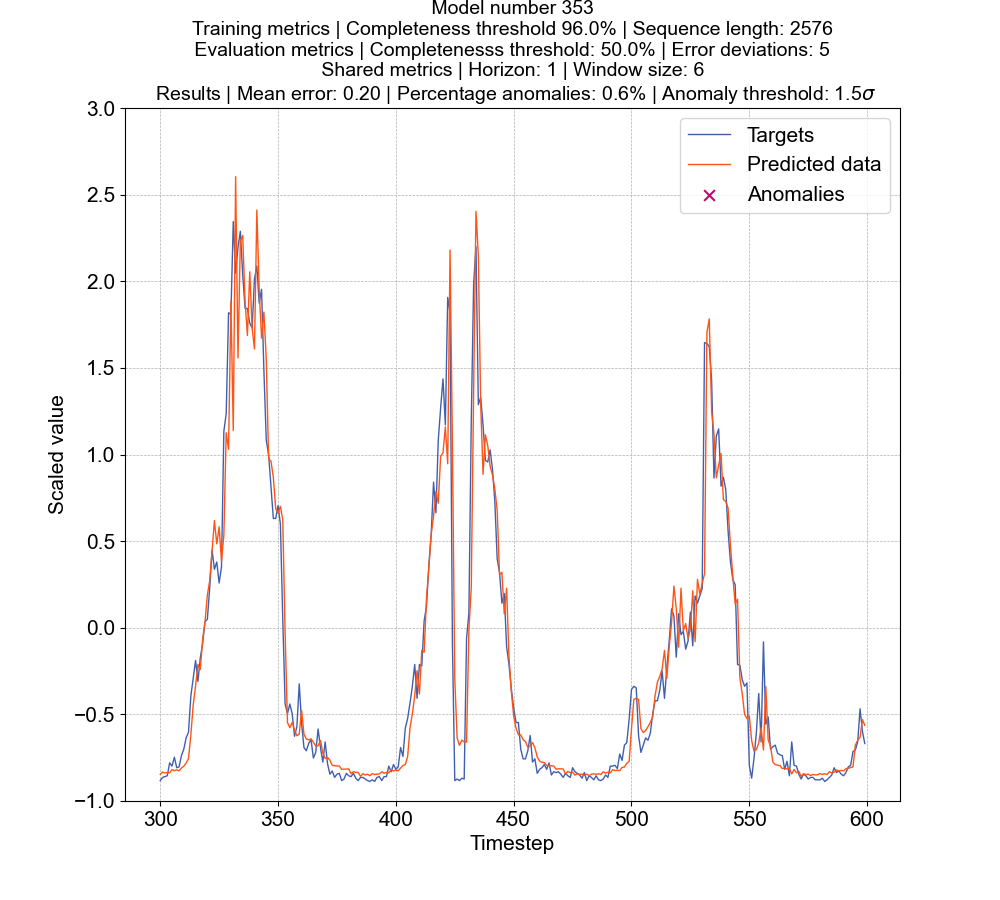 Model number 353
Training metrics | Completeness threshold 96.0% | Sequence length: 2576
Evaluation metrics | Completenesss threshold: 50.0% | Error deviations: 5
Shared metrics | Horizon: 1 | Window size: 6
Results | Mean error: 0.20 | Percentage anomalies: 0.6% | Anomaly threshold: 1.5σ
3.0
2.5
2.0
1.5
1.0
0.5
0.0
−0.5
−1.0
Scaled value
Targets
Predicted data
Anomalies
300 350 400 450 500 550 600
Timestep